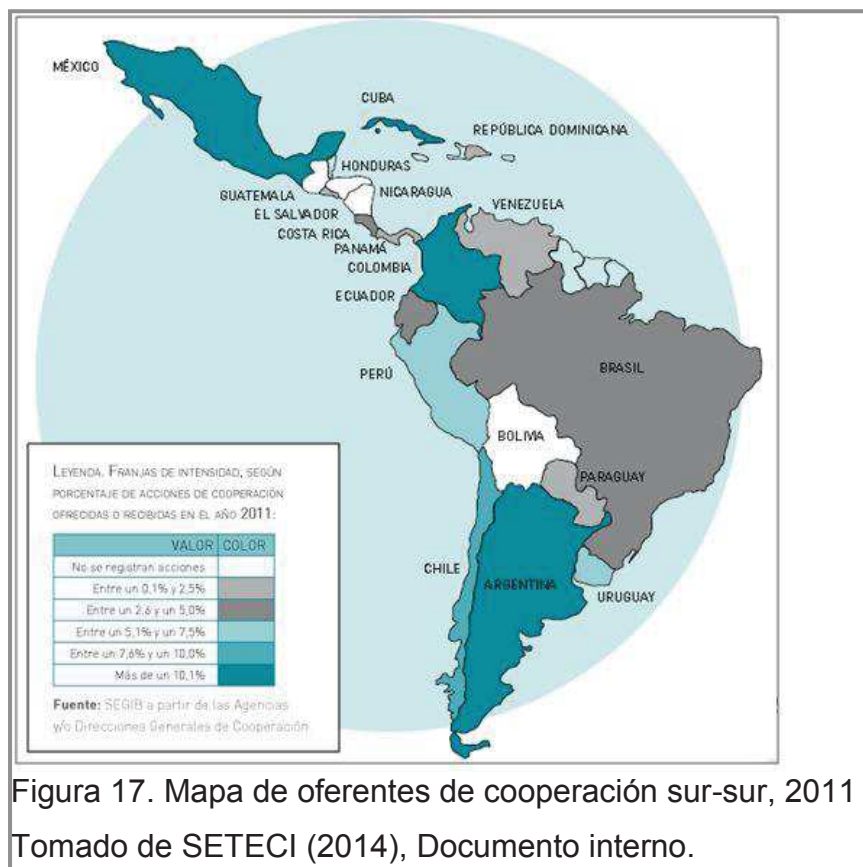 MÉXICO
CUBA
REPÚBLICA DOMINICANA
HONDURAS
GUATEMALA
NICARAGUA
EL SALVADOR
VENEZUELA
COSTA RICA
PANAMÁ
COLOMBIA
ECUADOR
PERÚ
BRASIL
BOLIVIA
PARAGUAY
CHILE
ARGENTINA
URUGUAY
LEYENDA. FRANJAS DE INTENSIDAD, SEGÚN
PORCENTAJE DE ACCIONES DE COOPERACIÓN
OFRECIDAS O RECIBIDAS EN EL AÑO 2011:
VALOR COLOR
No se registran acciones
Entre un 0,1% y 2,5%
Entre un 2,6 y un 5,0%
Entre un 5,1% y un 7,5%
Entre un 7,6% y un 10,0%
Más de un 10,1%
Fuente: SEGIB a partir de las Agencias
y/o Direcciones Generales de Cooperación
Figura 17. Mapa de oferentes de cooperación sur-sur, 2011
Tomado de SETECI (2014), Documento interno.